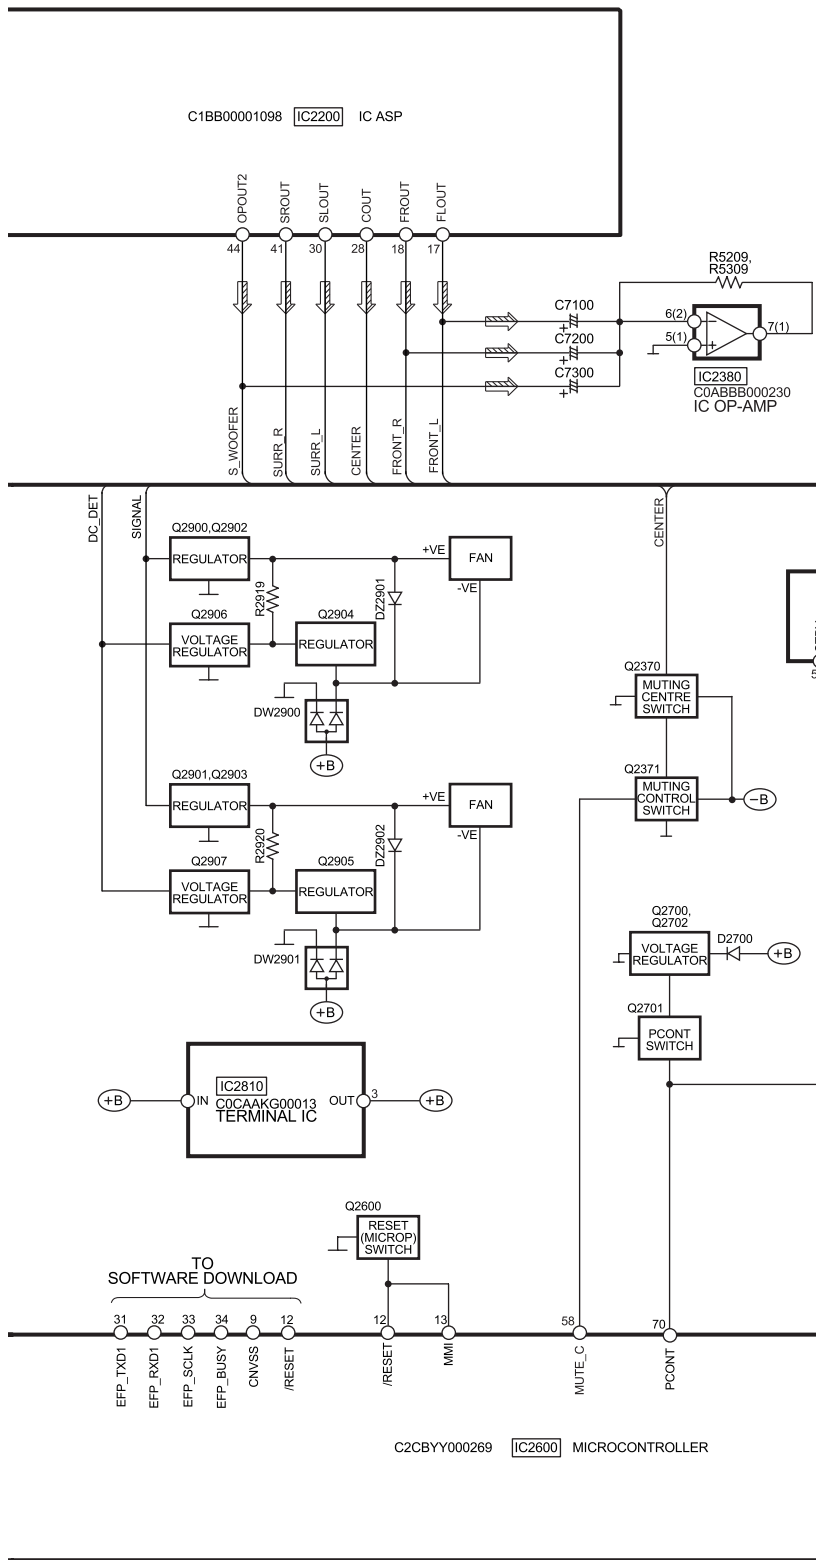 C1BB00001098 IC2200 IC ASP
OPOUT2
SROUT
SLOUT
COUT
FROUT
FLOUT
44
41
30
28
18
17
R5209,
R5309
C7100
+
C7200
+
C7300
+
6(2)
5(1)
7(1)
−
+
IC2380
C0ABBB000230
IC OP-AMP
S_WOOFER
SURR_R
SURR_L
CENTER
FRONT_R
FRONT_L
DC_DET
SIGNAL
CENTER
Q2900,Q2902
REGULATOR
R2919
+VE
FAN
-VE
DZ2901
Q2906
VOLTAGE
REGULATOR
Q2904
REGULATOR
DW2900
+B
5
Q2370
MUTING
CENTRE
SWITCH
Q2371
MUTING
CONTROL
SWITCH
−B
Q2901,Q2903
REGULATOR
R2920
+VE
FAN
-VE
DZ2902
Q2907
VOLTAGE
REGULATOR
Q2905
REGULATOR
DW2901
+B
Q2700,
Q2702
VOLTAGE
REGULATOR
D2700
+B
Q2701
PCONT
SWITCH
+B
IN
IC2810
C0CAAKG00013
TERMINAL IC
OUT
3
+B
Q2600
RESET
(MICROP)
SWITCH
TO
SOFTWARE DOWNLOAD
31
32
33
34
9
12
12
13
58
70
EFP_TXD1
EFP_RXD1
EFP_SCLK
EFP_BUSY
CNVSS
/RESET
/RESET
MMI
MUTE_C
PCONT
C2CBYY000269 IC2600 MICROCONTROLLER